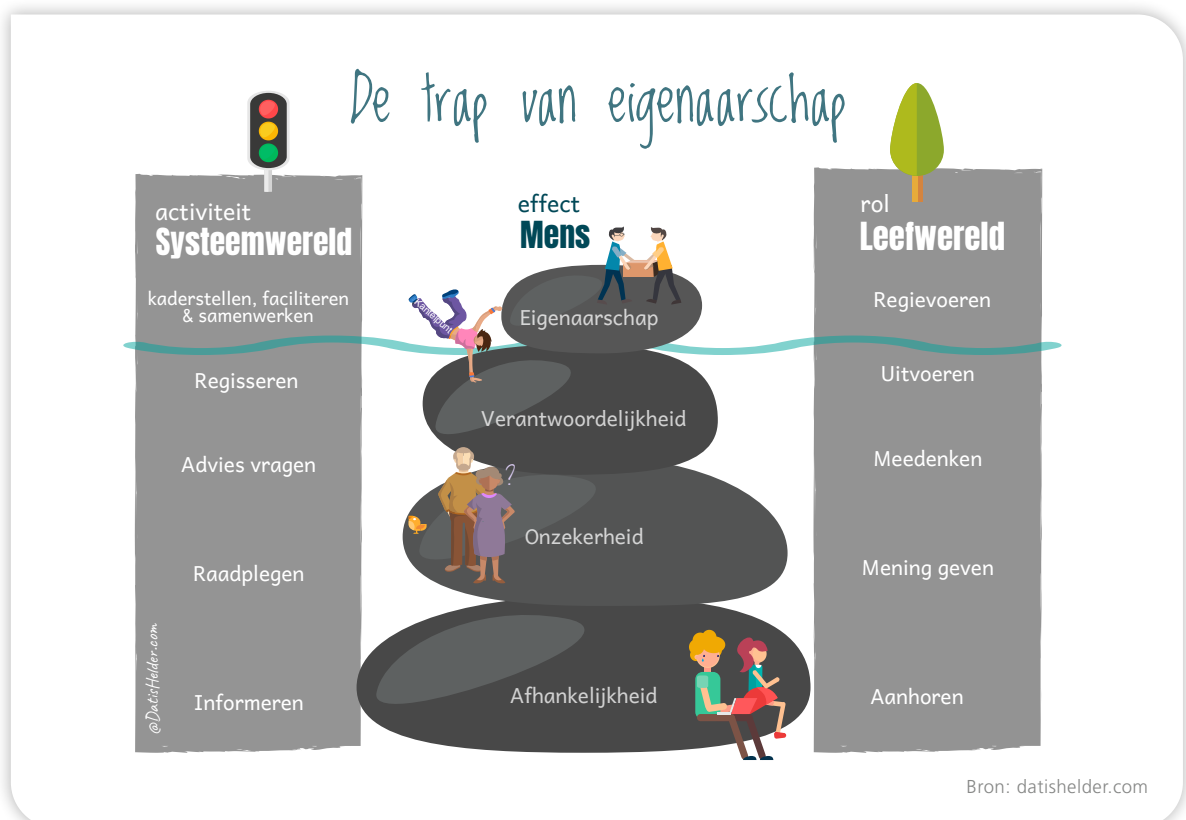 De trap van eigenaarschap
activiteit
Systeemwereld
kaderstellen, faciliteren
& samenwerken
Regisseren
Advies vragen
Raadplegen
Informeren
@DatisHelder.com
effect
Mens
Kantelpunt
Eigenaarschap
Verantwoordelijkheid
?
Onzekerheid
Afhankelijkheid
rol
Leefwereld
Regievoeren
Uitvoeren
Meedenken
Mening geven
Aanhoren
Bron: datishelder.com